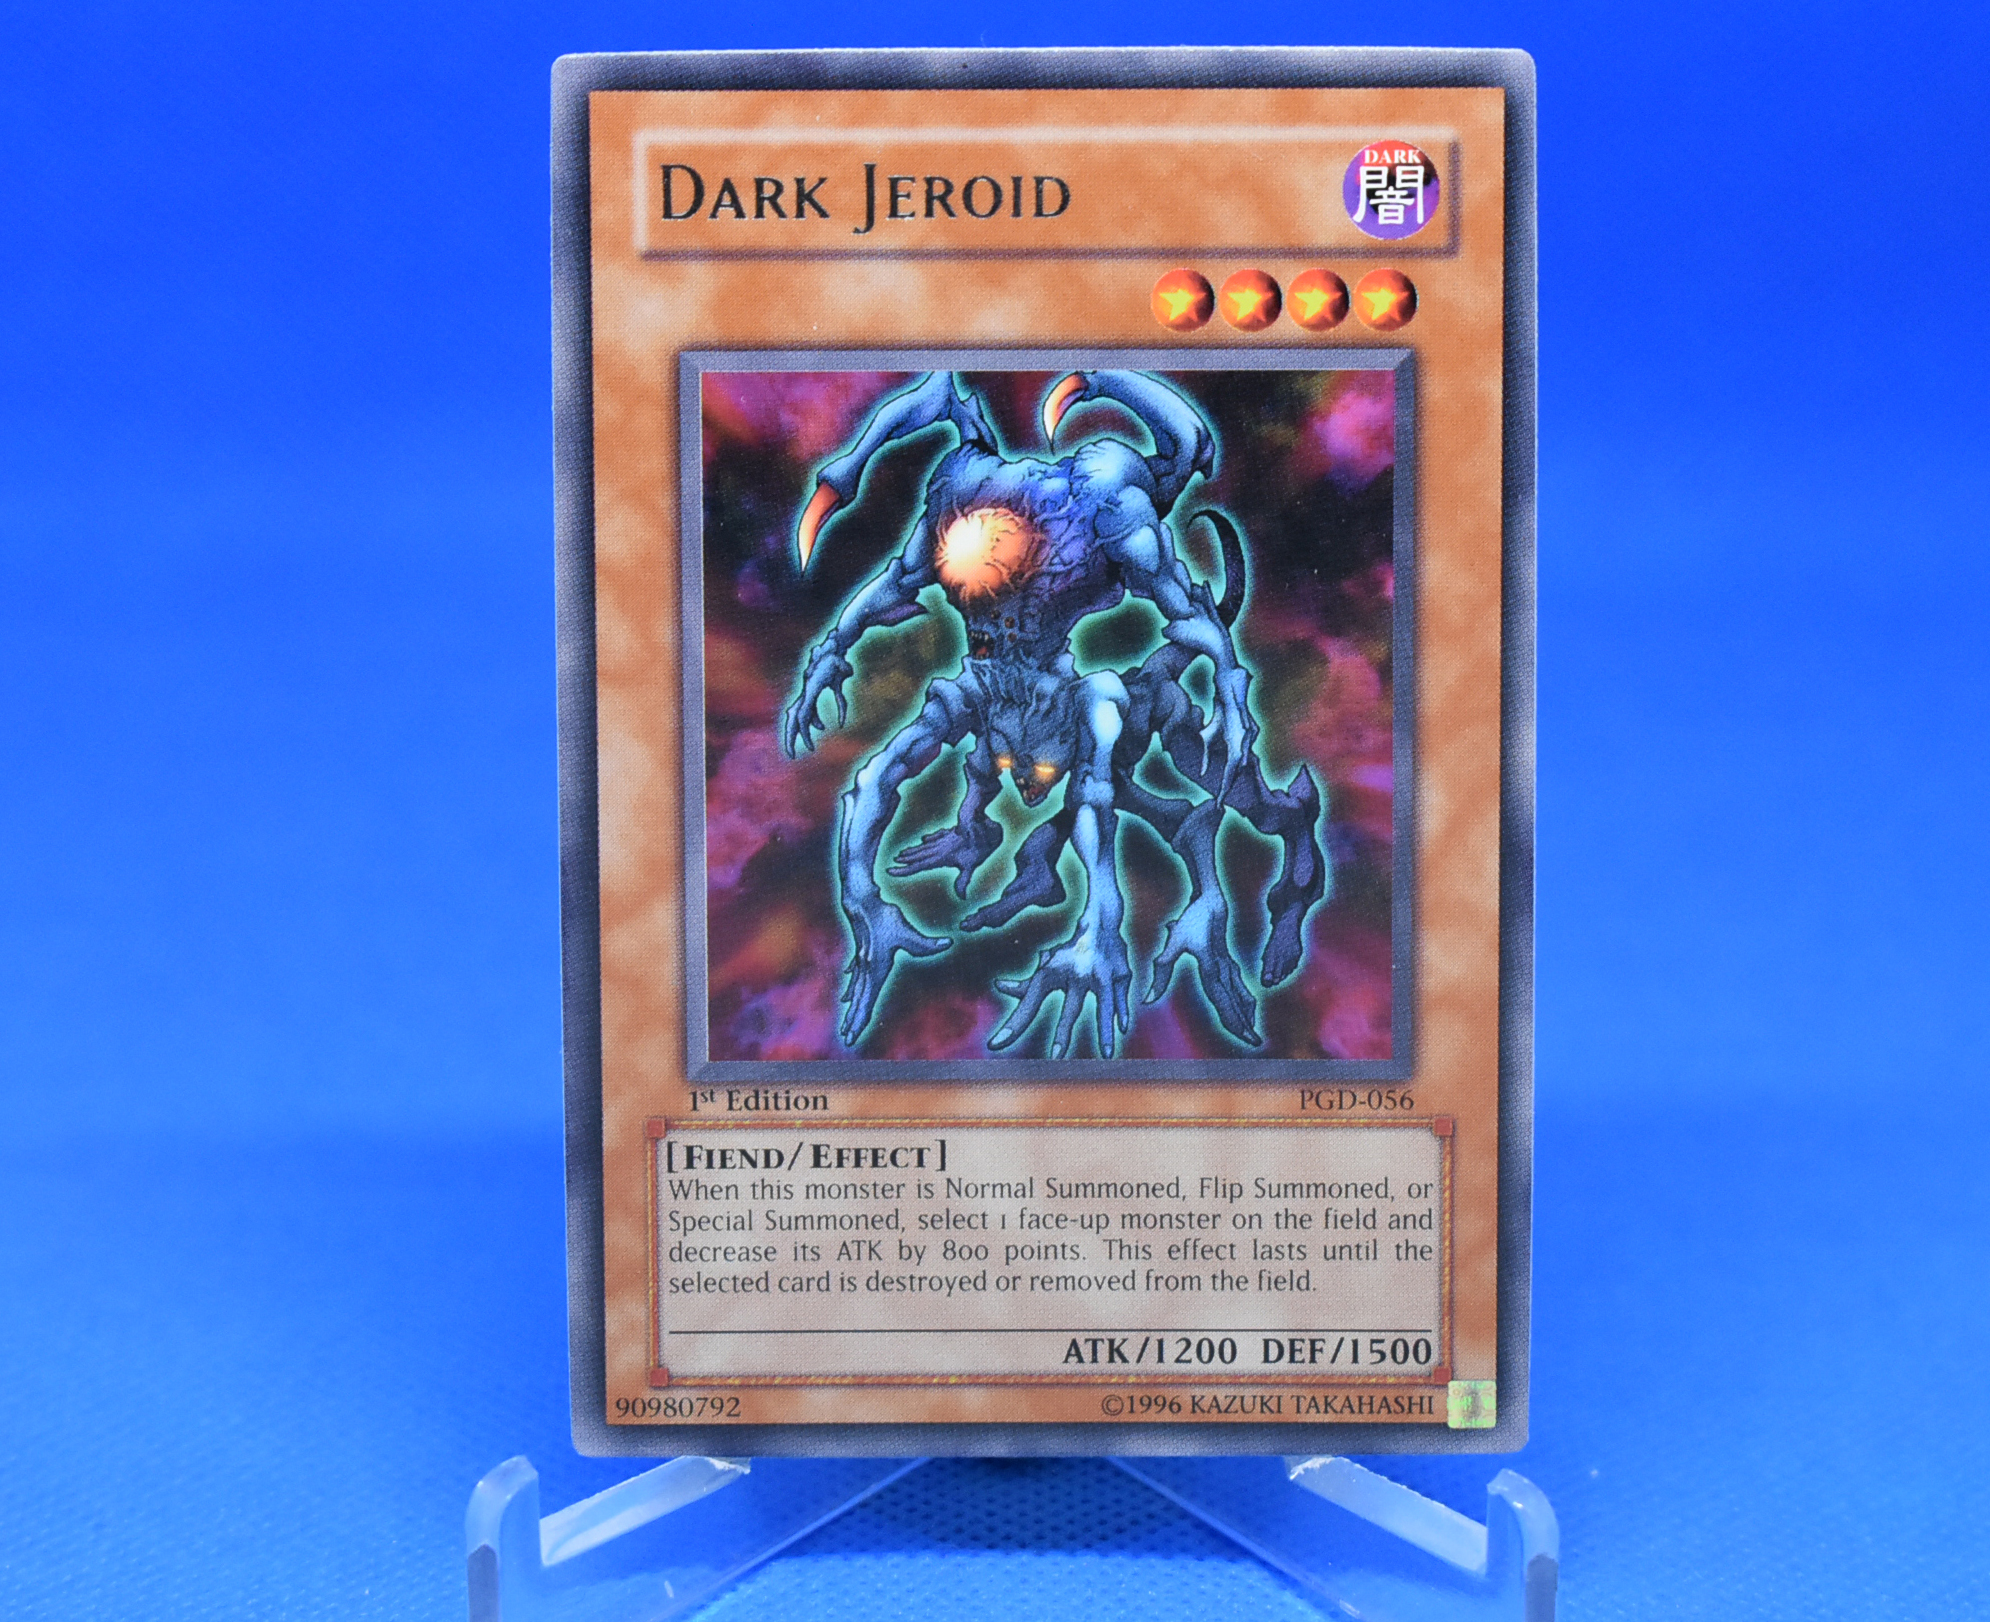 DARK JEROID
DARK
闇
1st Edition
PGD-056
[FIEND/EFFECT]
When this monster is Normal Summoned, Flip Summoned, or
Special Summoned, select 1 face-up monster on the field and
decrease its ATK by 800 points. This effect lasts until the
selected card is destroyed or removed from the field.
ATK/1200 DEF/1500
90980792
©1996 KAZUKI TAKAHASHI